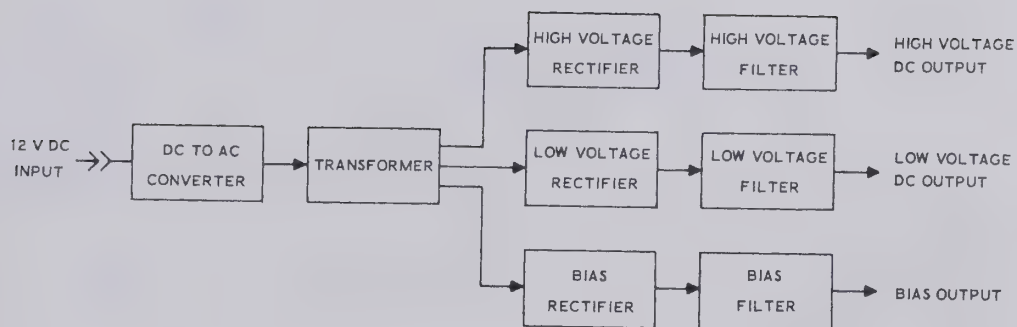 12 V DC
INPUT
DC TO AC
CONVERTER
TRANSFORMER
HIGH VOLTAGE
RECTIFIER
HIGH VOLTAGE
FILTER
HIGH VOLTAGE
DC OUTPUT
LOW VOLTAGE
RECTIFIER
LOW VOLTAGE
FILTER
LOW VOLTAGE
DC OUTPUT
BIAS
RECTIFIER
BIAS
FILTER
BIAS OUTPUT